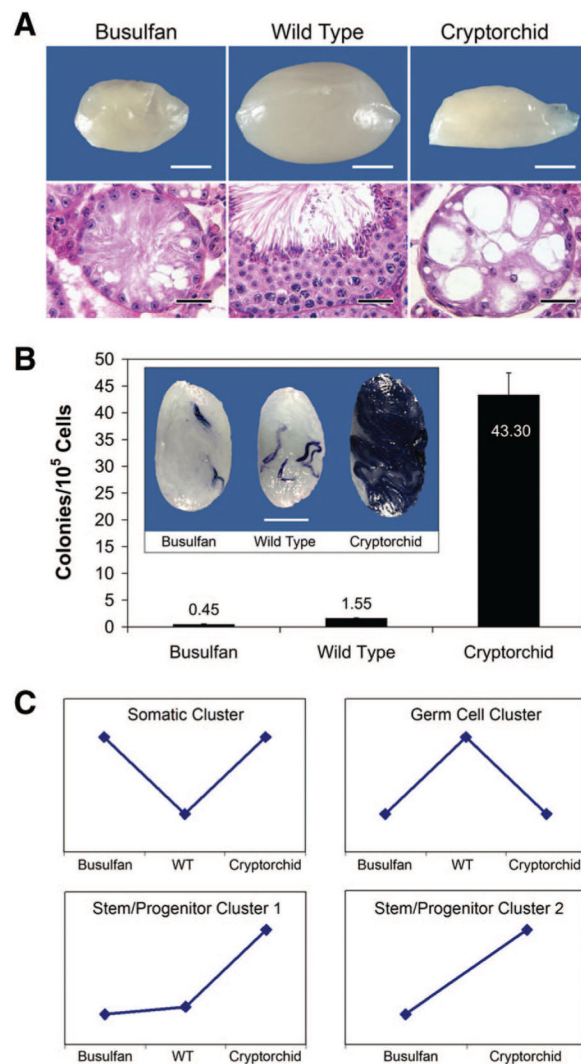 A
Busulfan Wild Type Cryptorchid
B
50
45
40
35
30
25
20
15
10
5
0
Colonies/10⁵ Cells
Busulfan Wild Type Cryptorchid
0.45
1.55
43.30
Busulfan Wild Type Cryptorchid
C
Somatic Cluster
Busulfan WT Cryptorchid
Germ Cell Cluster
Busulfan WT Cryptorchid
Stem/Progenitor Cluster 1
Busulfan WT Cryptorchid
Stem/Progenitor Cluster 2
Busulfan Cryptorchid